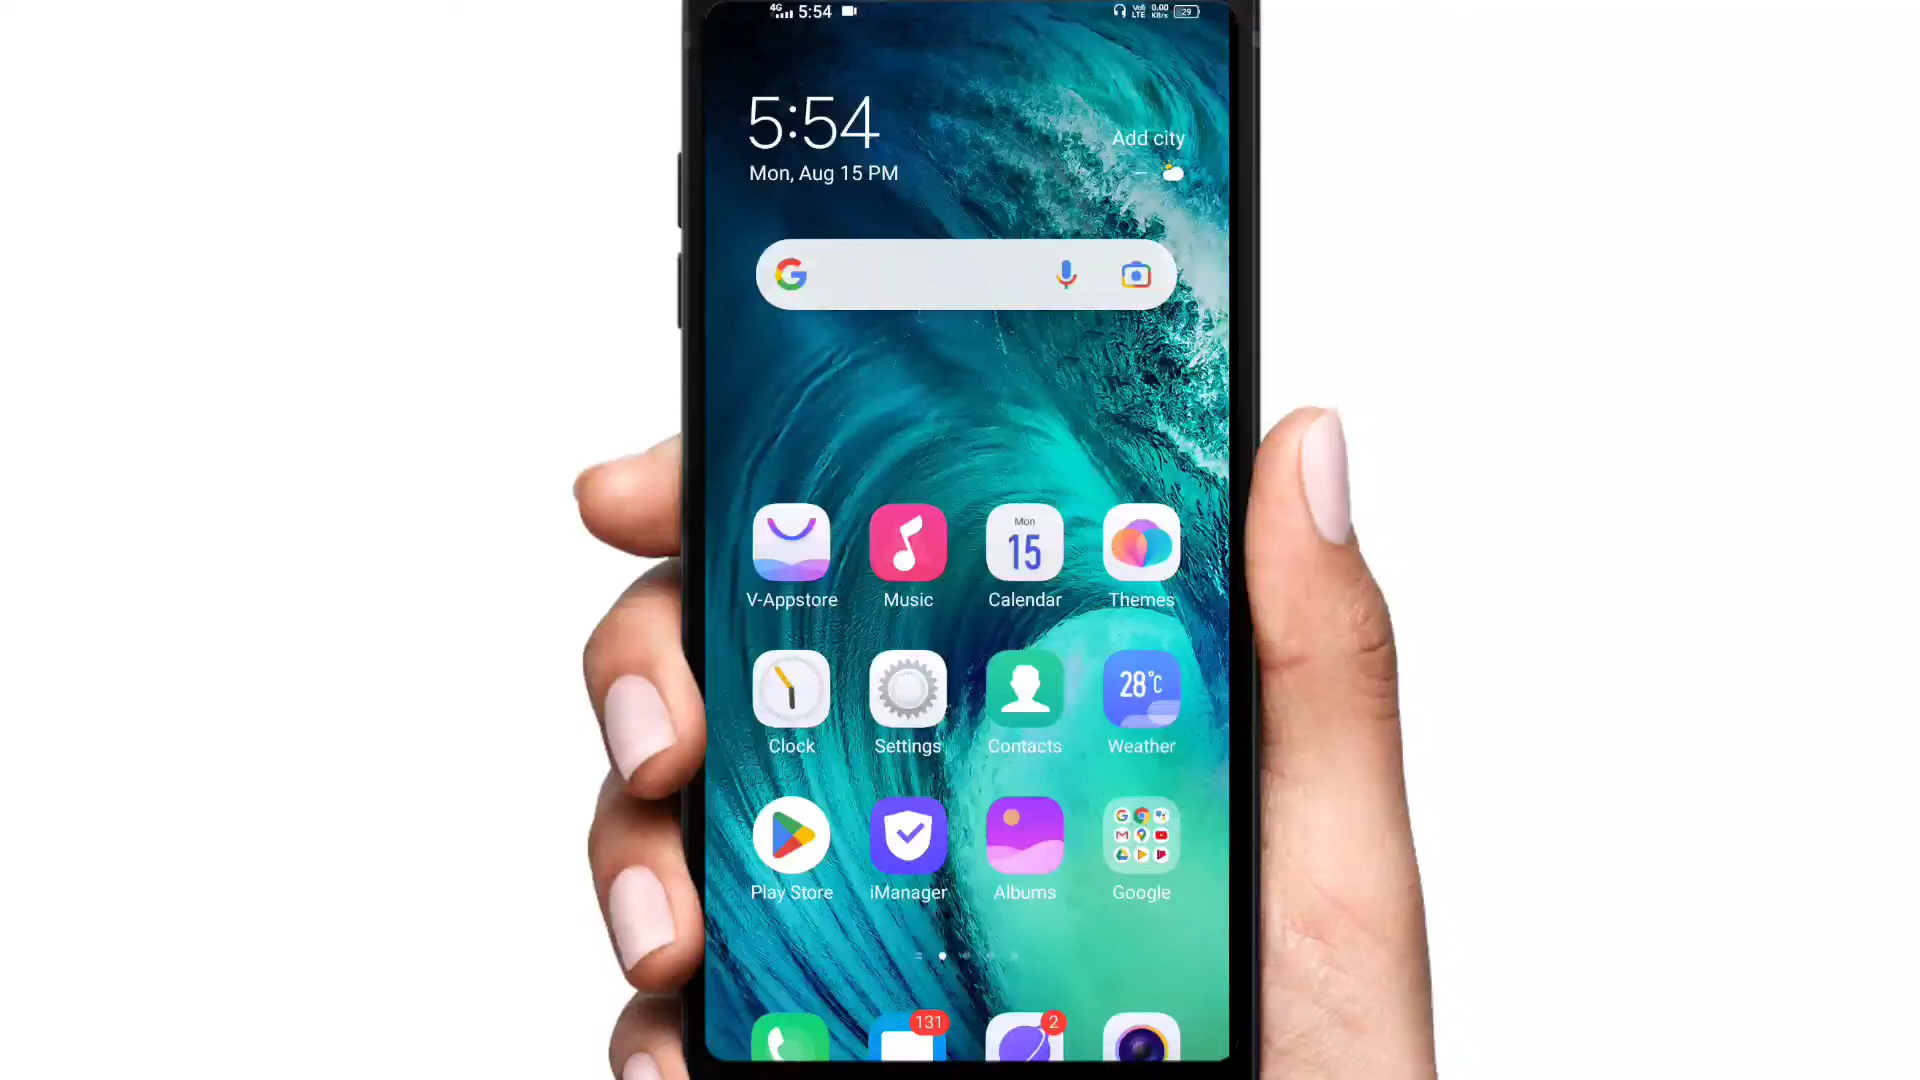 4G 5:54 0.00 KB/s LTE 29
5:54
Mon, Aug 15 PM
Add city
Mon
15
V-Appstore Music Calendar Themes
28°C
Clock Settings Contacts Weather
Play Store iManager Albums Google
131 2